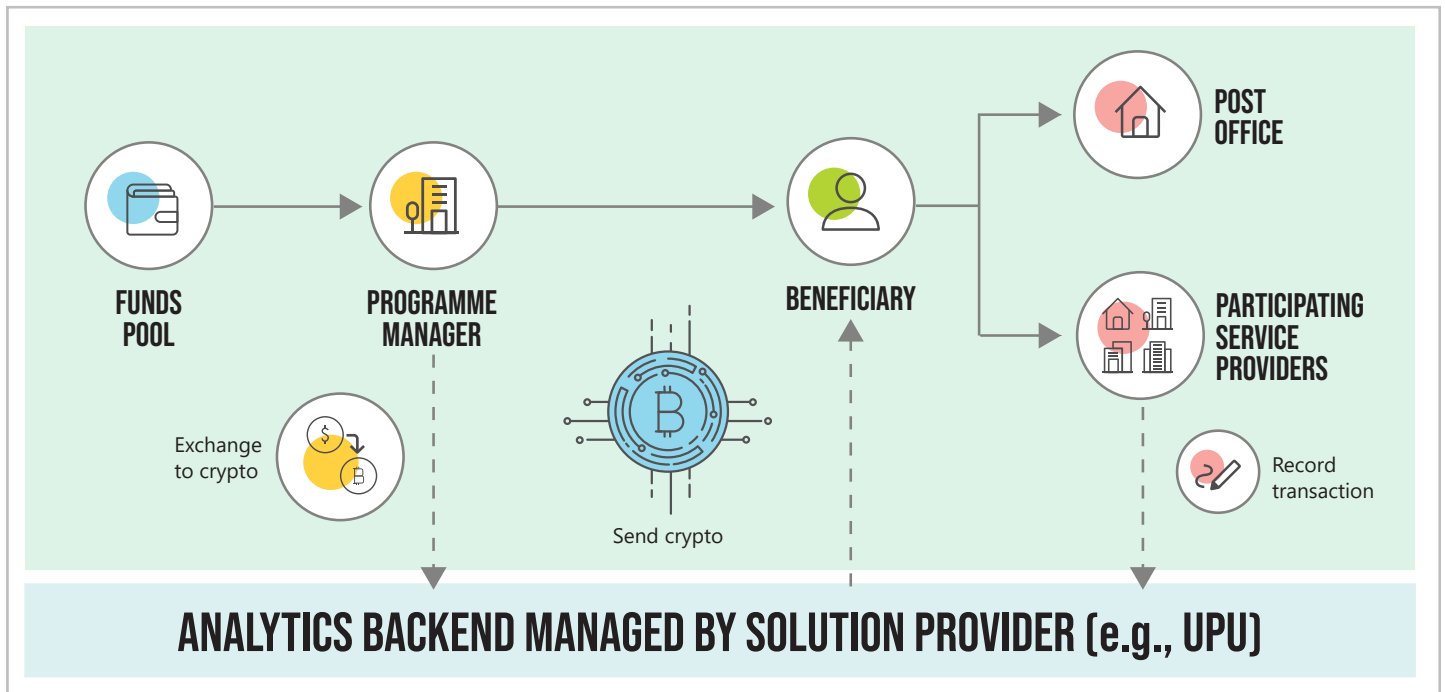 POST
OFFICE
FUNDS
POOL
PROGRAMME
MANAGER
BENEFICIARY
PARTICIPATING
SERVICE
PROVIDERS
Exchange
to crypto
$
B
B
Send crypto
Record
transaction
ANALYTICS BACKEND MANAGED BY SOLUTION PROVIDER (e.g., UPU)